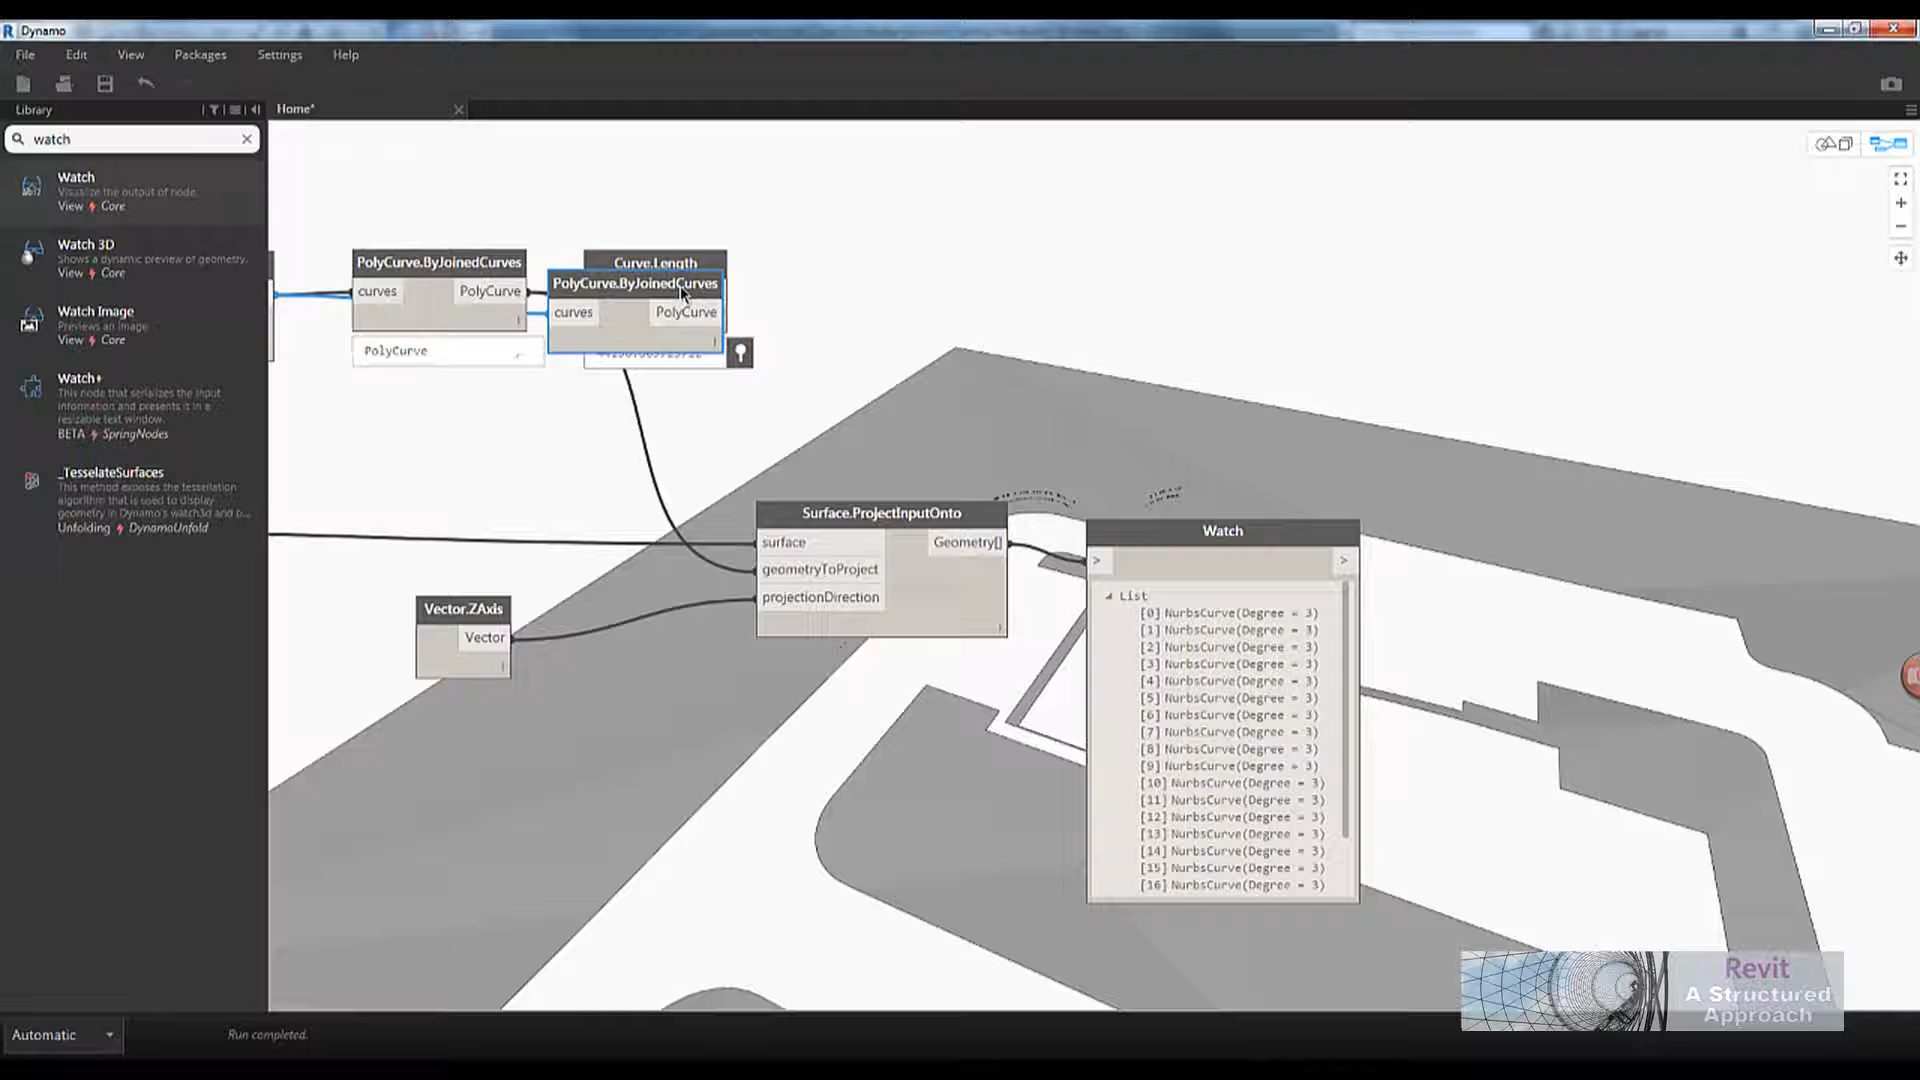 Dynamo
File Edit View Packages Settings Help
Library
Home*
watch
Watch
Visualize the output of node.
View Core
Watch 3D
Shows a dynamic preview of geometry.
View Core
Watch Image
Previews an image
View Core
Watch+
This node that serializes the input
information and presents it in a
resizable text window.
BETA SpringNodes
_TesselateSurfaces
This method exposes the tesselation
algorithm that is used to display
geometry in Dynamo's watch3d and b...
Unfolding DynamoUnfold
PolyCurve.ByJoinedCurves
curves PolyCurve
PolyCurve
Curve.Length
PolyCurve.ByJoinedCurves
curves PolyCurve
Surface.ProjectInputOnto
surface Geometry[]
geometryToProject
projectionDirection
Vector.ZAxis
Vector
Watch
> >
List
[0] NurbsCurve(Degree = 3)
[1] NurbsCurve(Degree = 3)
[2] NurbsCurve(Degree = 3)
[3] NurbsCurve(Degree = 3)
[4] NurbsCurve(Degree = 3)
[5] NurbsCurve(Degree = 3)
[6] NurbsCurve(Degree = 3)
[7] NurbsCurve(Degree = 3)
[8] NurbsCurve(Degree = 3)
[9] NurbsCurve(Degree = 3)
[10] NurbsCurve(Degree = 3)
[11] NurbsCurve(Degree = 3)
[12] NurbsCurve(Degree = 3)
[13] NurbsCurve(Degree = 3)
[14] NurbsCurve(Degree = 3)
[15] NurbsCurve(Degree = 3)
[16] NurbsCurve(Degree = 3)
Revit
A Structured
Approach
Automatic
Run completed.